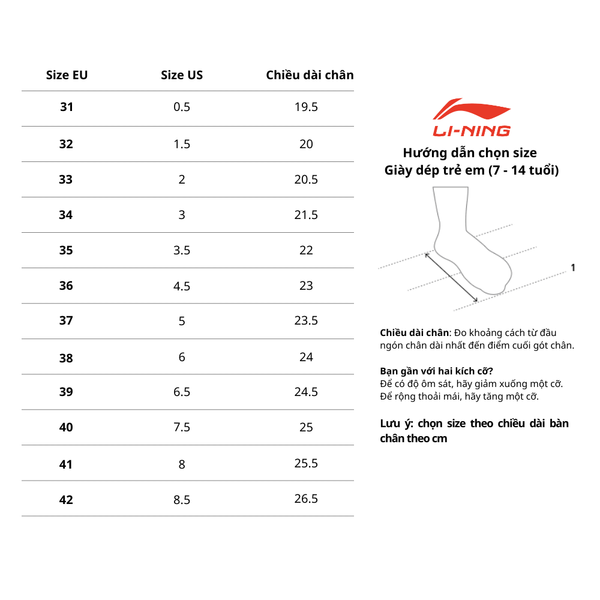 Size EU Size US Chiều dài chân
31 0.5 19.5
32 1.5 20
33 2 20.5
34 3 21.5
35 3.5 22
36 4.5 23
37 5 23.5
38 6 24
39 6.5 24.5
40 7.5 25
41 8 25.5
42 8.5 26.5
LI-NING
Hướng dẫn chọn size
Giày dép trẻ em (7 - 14 tuổi)
1
Chiều dài chân: Đo khoảng cách từ đầu
ngón chân dài nhất đến điểm cuối gót chân.
Bạn gần với hai kích cỡ?
Để có độ ôm sát, hãy giảm xuống một cỡ.
Để rộng thoải mái, hãy tăng một cỡ.
Lưu ý: chọn size theo chiều dài bàn
chân theo cm